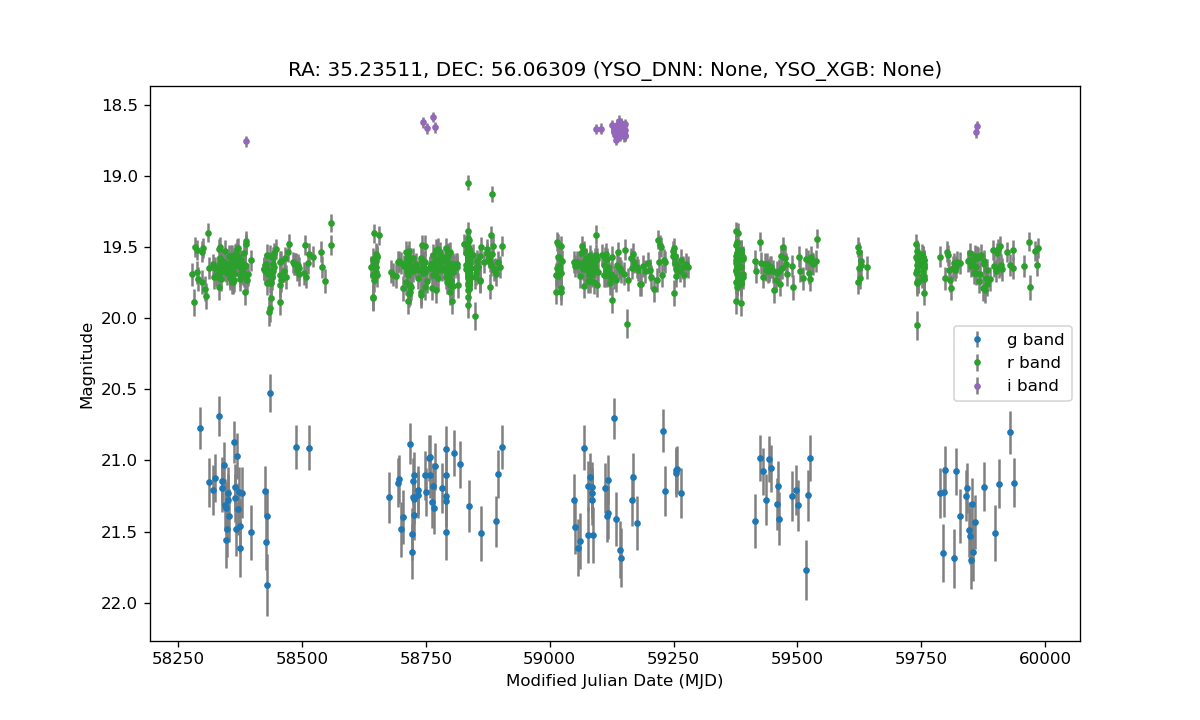 RA: 35.23511, DEC: 56.06309 (YSO_DNN: None, YSO_XGB: None)
18.5
19.0
19.5
20.0
20.5
21.0
21.5
22.0
Magnitude
g band
r band
i band
58250 58500 58750 59000 59250 59500 59750 60000
Modified Julian Date (MJD)